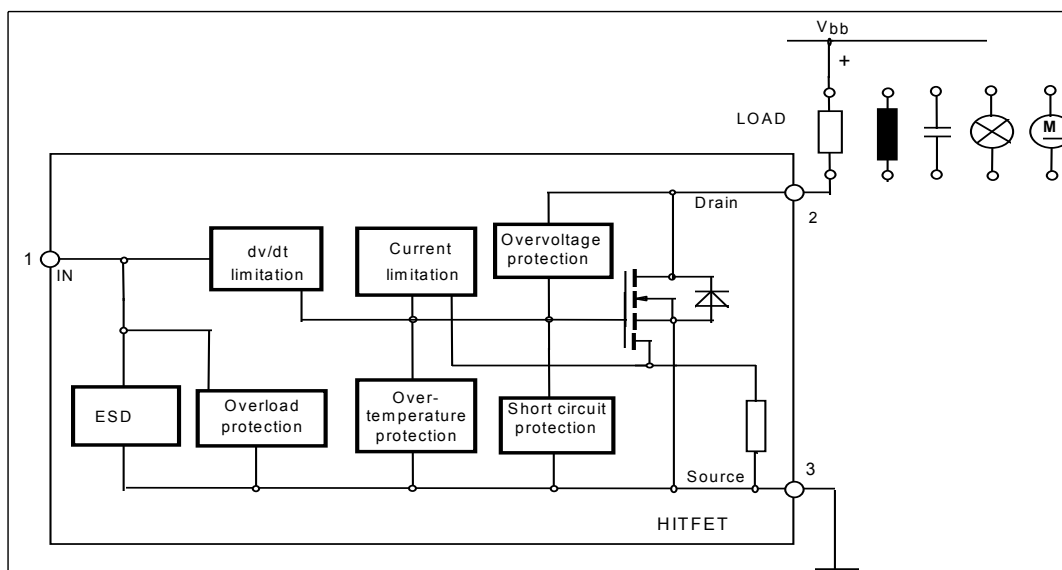 Vbb
+
LOAD
M
Drain
2
1
IN
dv/dt
limitation
Current
limitation
Overvoltage
protection
ESD
Overload
protection
Over-
temperature
protection
Short circuit
protection
Source
3
HITFET